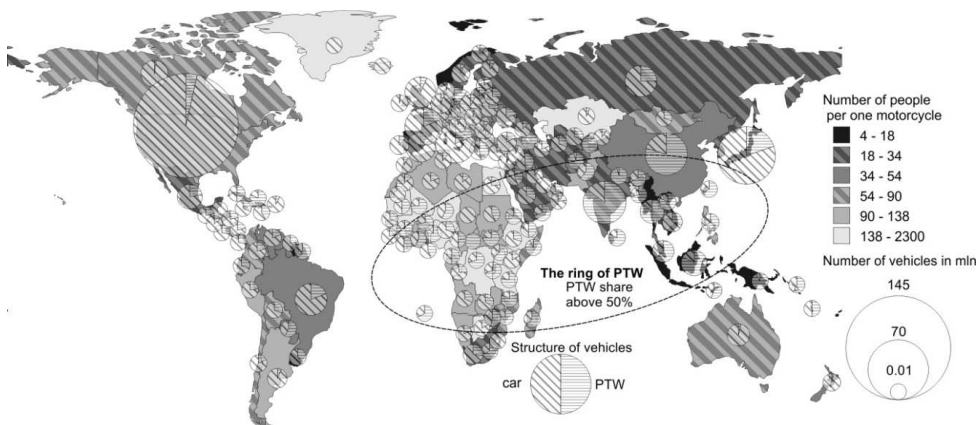 Number of people
per one motorcycle
4 - 18
18 - 34
34 - 54
54 - 90
90 - 138
138 - 2300
Number of vehicles in mln
145
70
0.01
The ring of PTW
PTW share
above 50%
Structure of vehicles
car
PTW